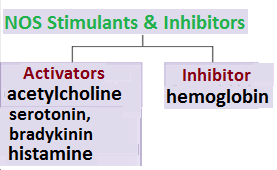 NOS Stimulants & Inhibitors
Activators
acetylcholine
serotonin,
bradykinin
histamine
Inhibitor
hemoglobin